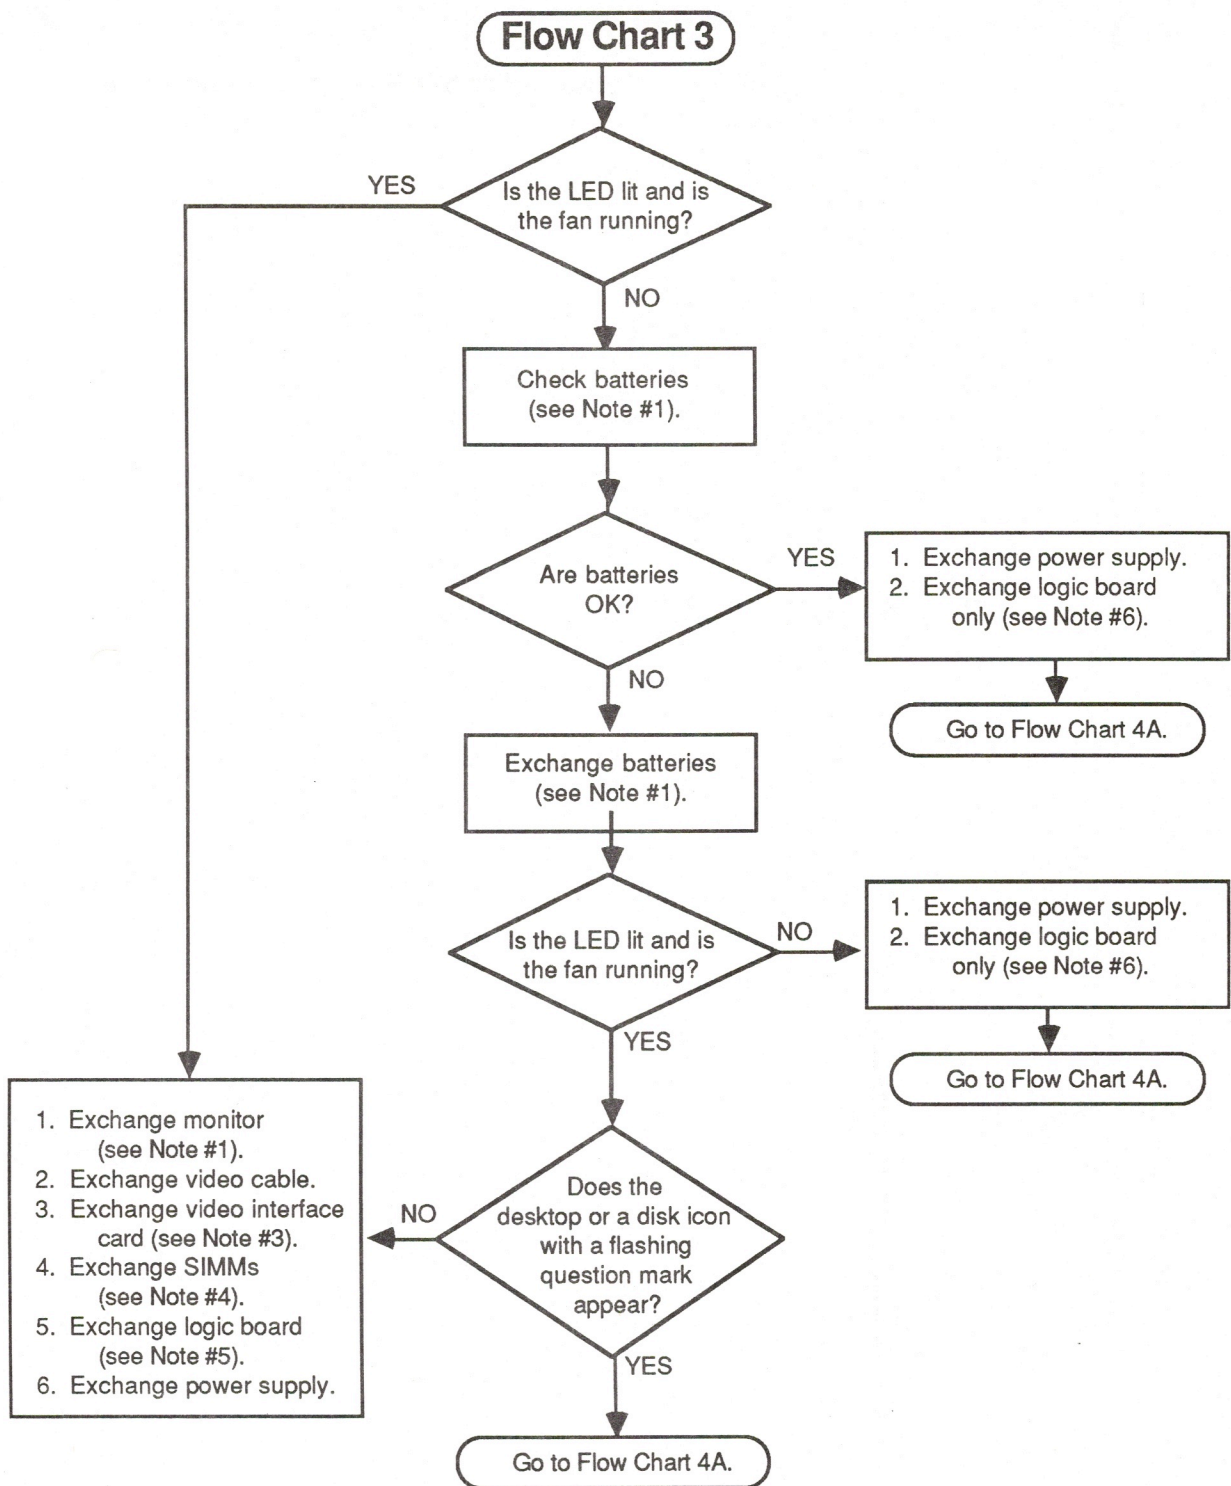 Flow Chart 3
Is the LED lit and is
the fan running?
YES
NO
Check batteries
(see Note #1).
Are batteries
OK?
YES
1. Exchange power supply.
2. Exchange logic board
only (see Note #6).
Go to Flow Chart 4A.
NO
Exchange batteries
(see Note #1).
Is the LED lit and is
the fan running?
NO
1. Exchange power supply.
2. Exchange logic board
only (see Note #6).
Go to Flow Chart 4A.
YES
Does the
desktop or a disk icon
with a flashing
question mark
appear?
NO
1. Exchange monitor
(see Note #1).
2. Exchange video cable.
3. Exchange video interface
card (see Note #3).
4. Exchange SIMMs
(see Note #4).
5. Exchange logic board
(see Note #5).
6. Exchange power supply.
YES
Go to Flow Chart 4A.